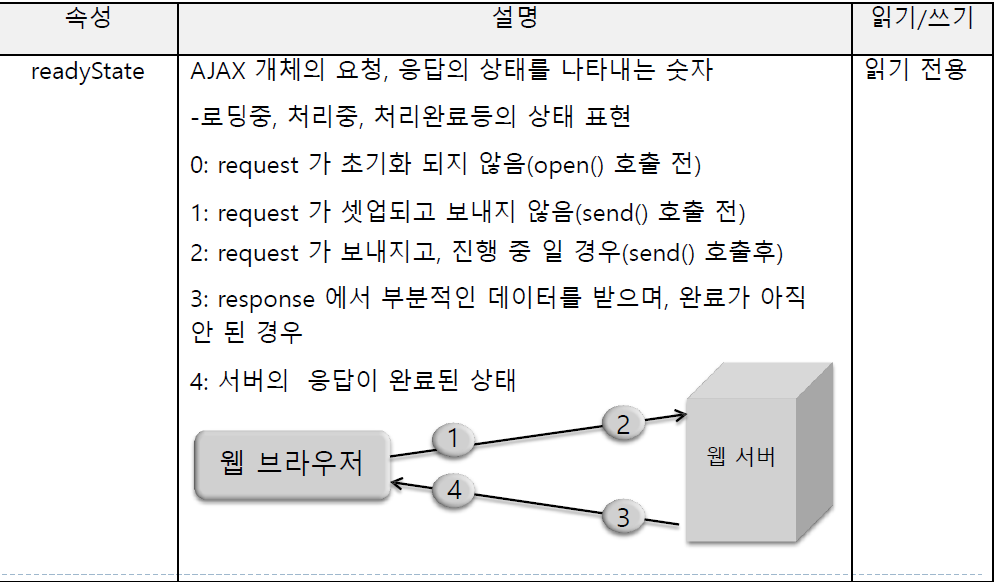 속성 설명 읽기/쓰기
readyState AJAX 개체의 요청, 응답의 상태를 나타내는 숫자 읽기 전용
-로딩중, 처리중, 처리완료등의 상태 표현
0: request 가 초기화 되지 않음(open() 호출 전)
1: request 가 셋업되고 보내지 않음(send() 호출 전)
2: request 가 보내지고, 진행 중 일 경우(send() 호출후)
3: response 에서 부분적인 데이터를 받으며, 완료가 아직
안 된 경우
4: 서버의 응답이 완료된 상태
1
2
웹 브라우저
웹 서버
4
3